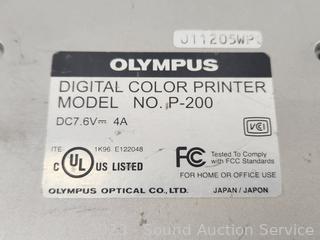 J11205WP
OLYMPUS
DIGITAL COLOR PRINTER
MODEL NO. P-200
DC7.6V⎓ 4A
VCI
ITE 1K96 E122048
C UL US LISTED
FC Tested To Comply
with FCC Standards
FOR HOME OR OFFICE USE
OLYMPUS OPTICAL CO., LTD. JAPAN / JAPON
2023 - Sound Auction Service